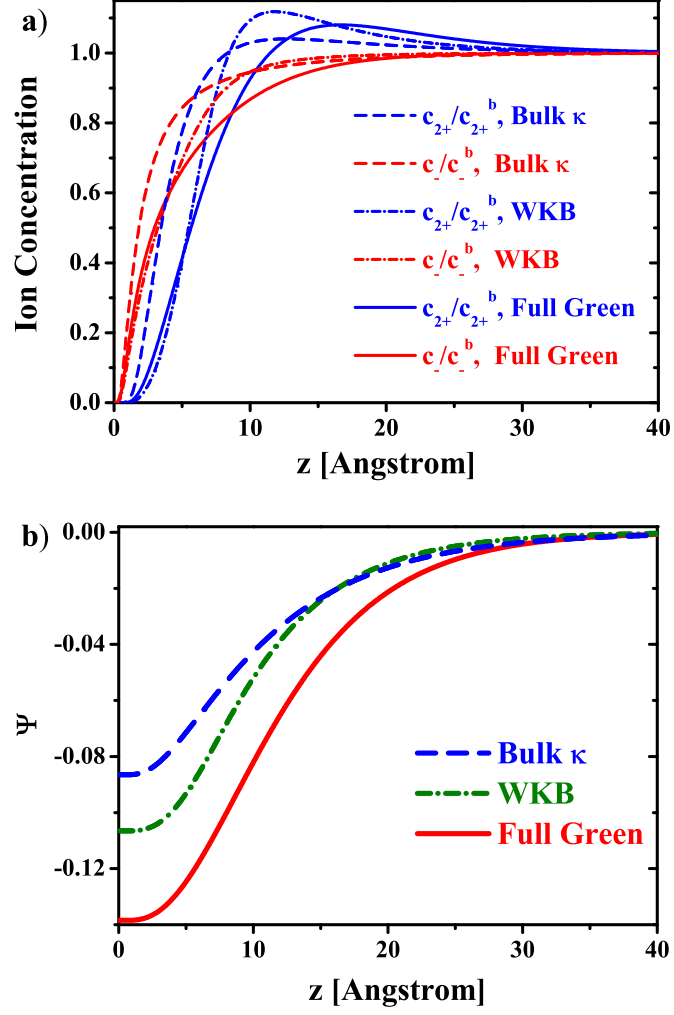 a)
1.0
0.8
0.6
0.4
0.2
0.0
Ion Concentration
c₂₊/c₂₊ᵇ, Bulk κ
c₋/c₋ᵇ, Bulk κ
c₂₊/c₂₊ᵇ, WKB
c₋/c₋ᵇ, WKB
c₂₊/c₂₊ᵇ, Full Green
c₋/c₋ᵇ, Full Green
0 10 20 30 40
z [Angstrom]
b)
0.00
-0.04
-0.08
-0.12
Ψ
Bulk κ
WKB
Full Green
0 10 20 30 40
z [Angstrom]